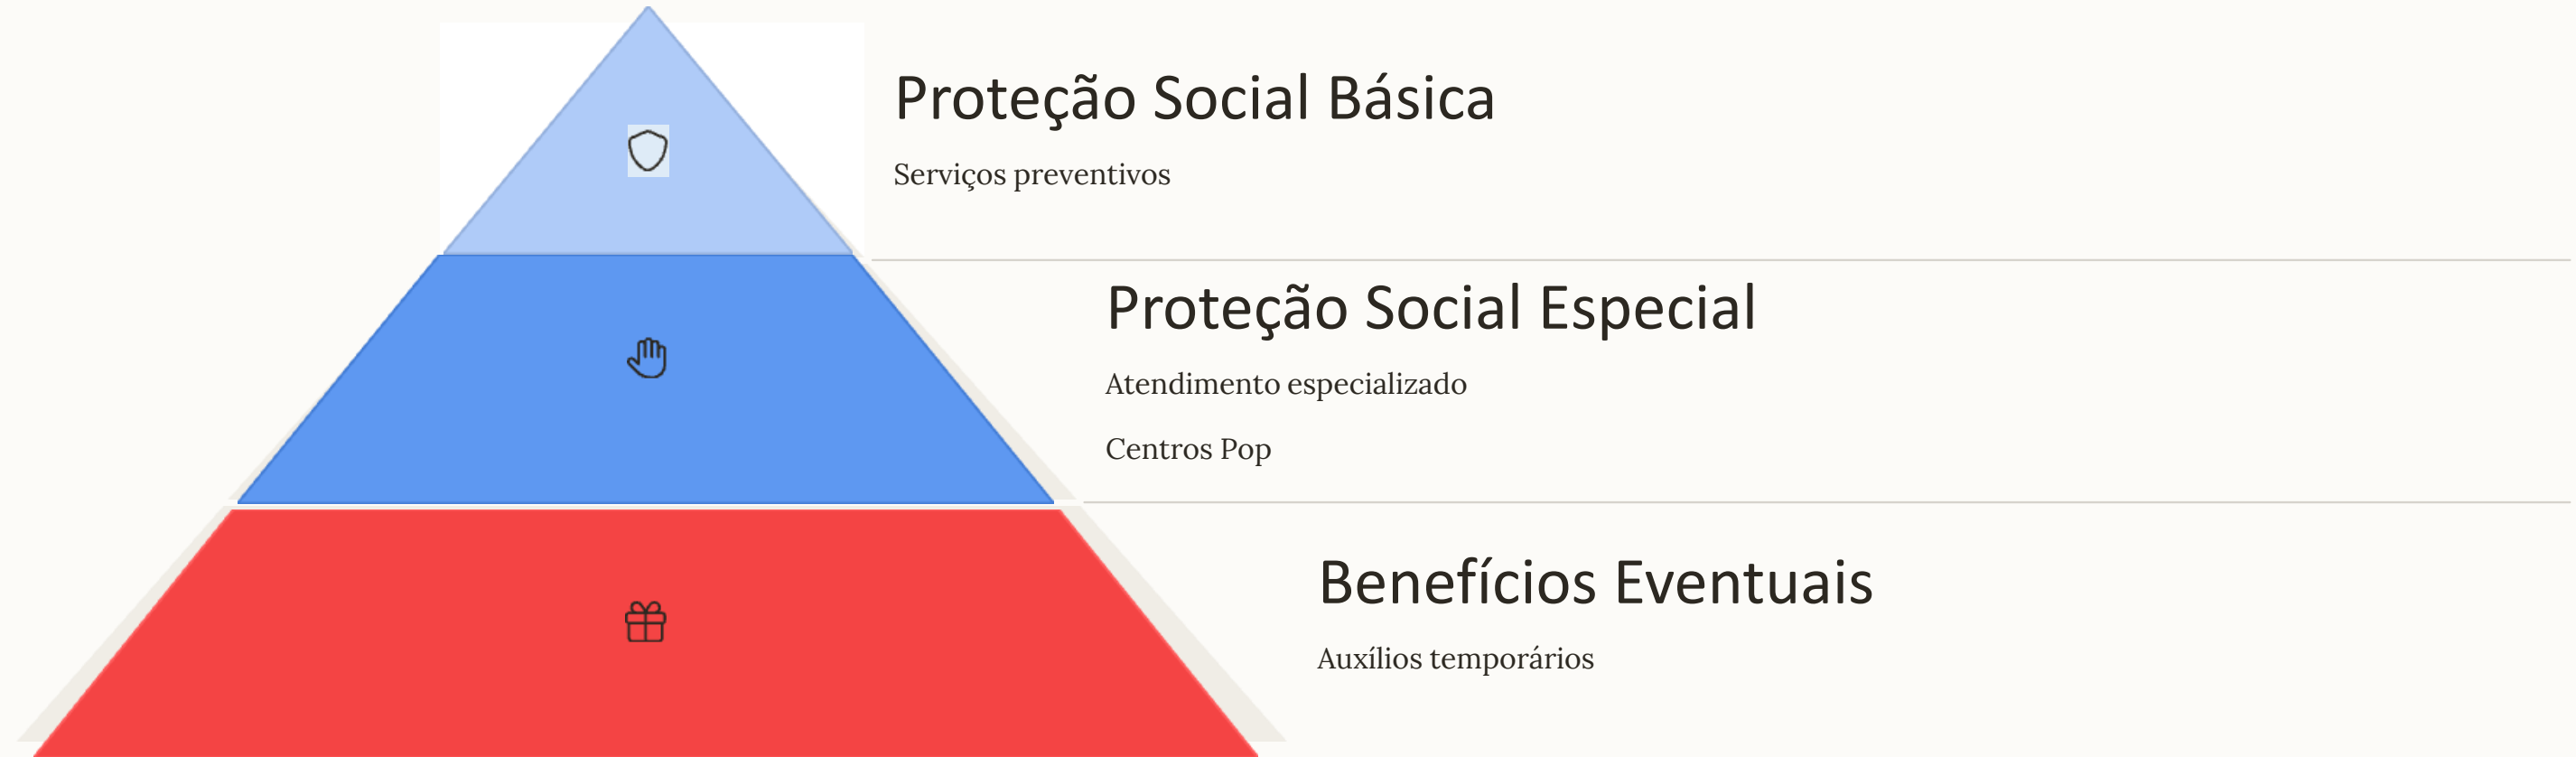 Proteção Social Básica
Serviços preventivos
Proteção Social Especial
Atendimento especializado
Centros Pop
Benefícios Eventuais
Auxílios temporários